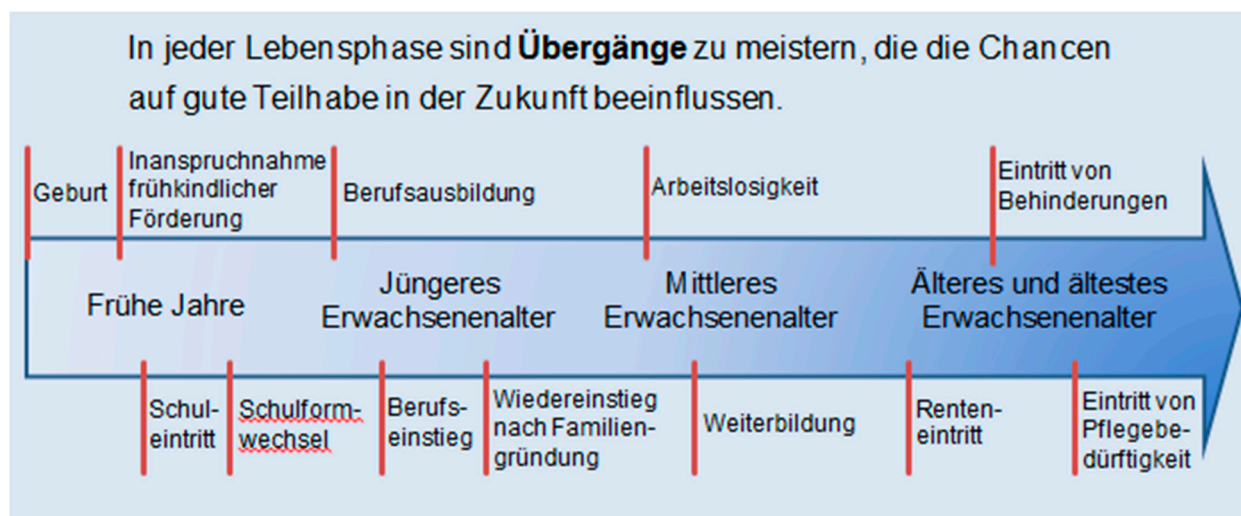 In jeder Lebensphase sind Übergänge zu meistern, die die Chancen
auf gute Teilhabe in der Zukunft beeinflussen.
Geburt
Inanspruchnahme
frühkindlicher
Förderung
Berufsausbildung
Arbeitslosigkeit
Eintritt von
Behinderungen
Frühe Jahre
Jüngeres
Erwachsenenalter
Mittleres
Erwachsenenalter
Älteres und ältestes
Erwachsenenalter
Schul-
eintritt
Schulform-
wechsel
Berufs-
einstieg
Wiedereinstieg
nach Familien-
gründung
Weiterbildung
Renten-
eintritt
Eintritt von
Pflegebe-
dürftigkeit